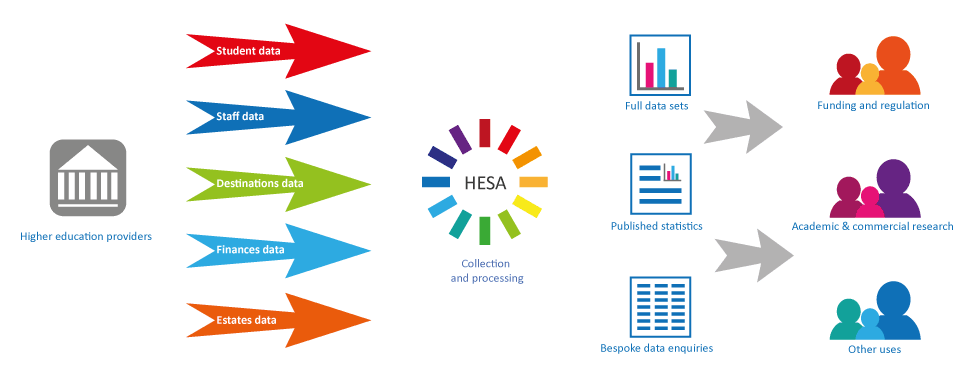 Higher education providers
Student data
Staff data
Destinations data
Finances data
Estates data
HESA
Collection
and processing
Full data sets
Published statistics
Bespoke data enquiries
Funding and regulation
Academic & commercial research
Other uses